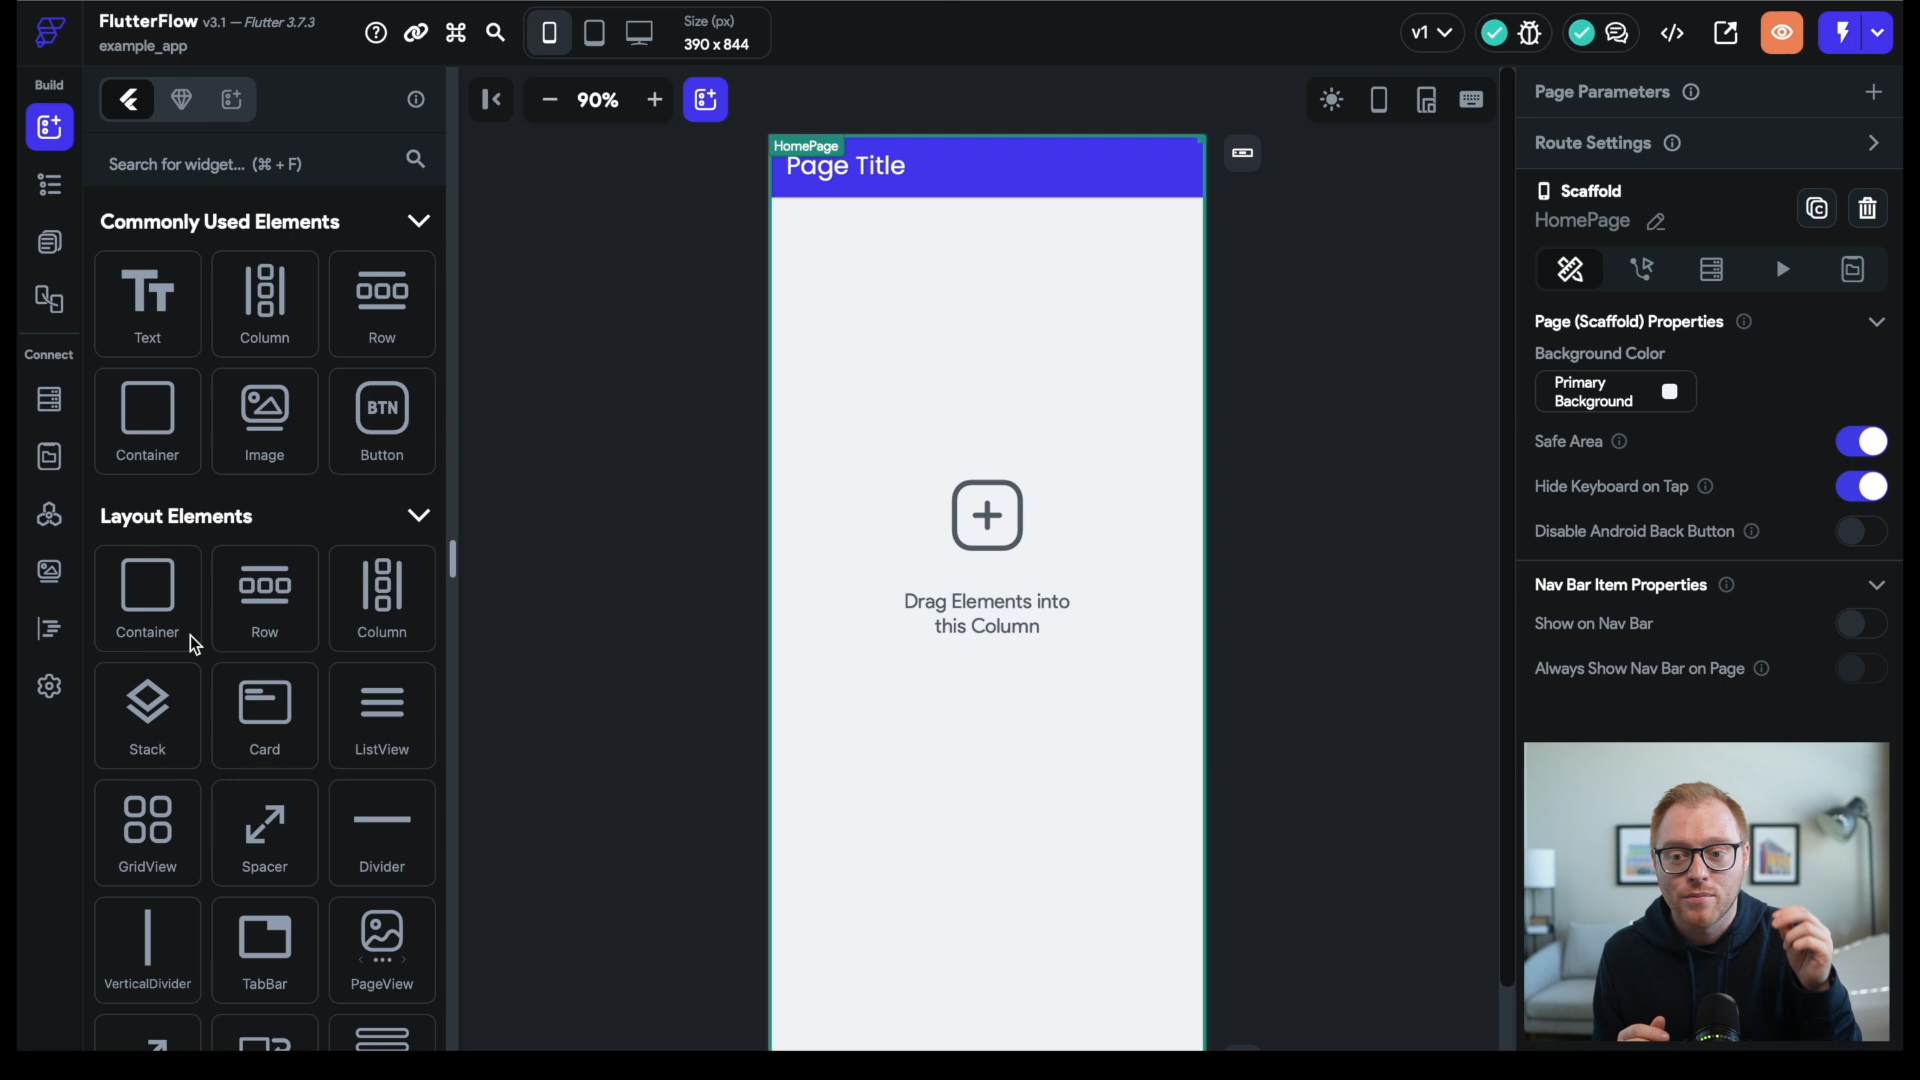 FlutterFlow v3.1 — Flutter 3.7.3
example_app
Size (px)
390 x 844
v1
Build
Connect
90%
Search for widget... (⌘ + F)
Commonly Used Elements
Text
Column
Row
Container
Image
BTN
Button
Layout Elements
Container
Row
Column
Stack
Card
ListView
GridView
Spacer
Divider
VerticalDivider
TabBar
PageView
HomePage
Page Title
Drag Elements into
this Column
Page Parameters
Route Settings
Scaffold
HomePage
Page (Scaffold) Properties
Background Color
Primary
Background
Safe Area
Hide Keyboard on Tap
Disable Android Back Button
Nav Bar Item Properties
Show on Nav Bar
Always Show Nav Bar on Page